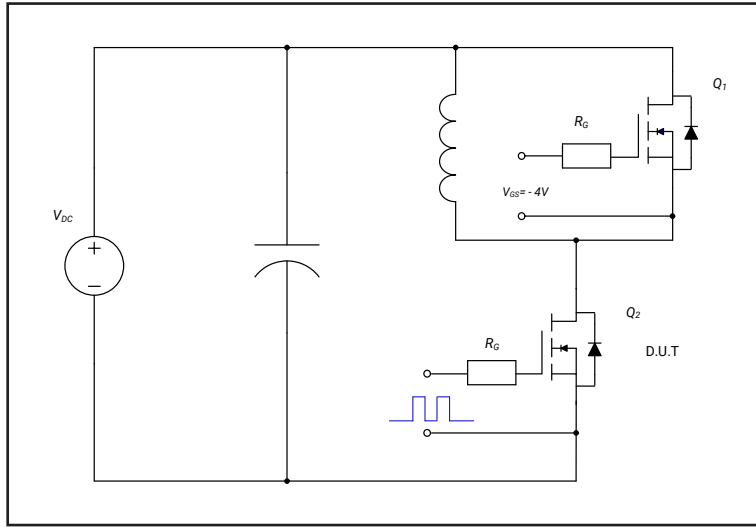 Q1
RG
VGS= - 4V
VDC
+
−
Q2
RG
D.U.T